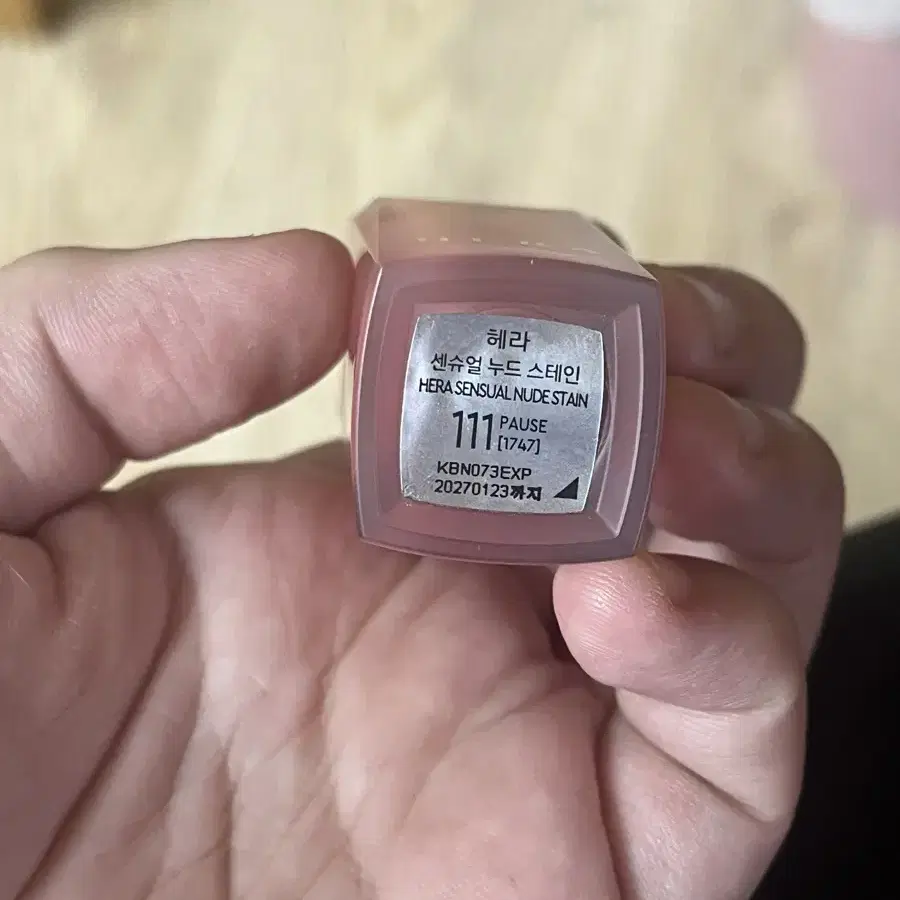 헤라
센슈얼 누드 스테인
HERA SENSUAL NUDE STAIN
111 PAUSE
[1747]
KBN073EXP
20270123까지